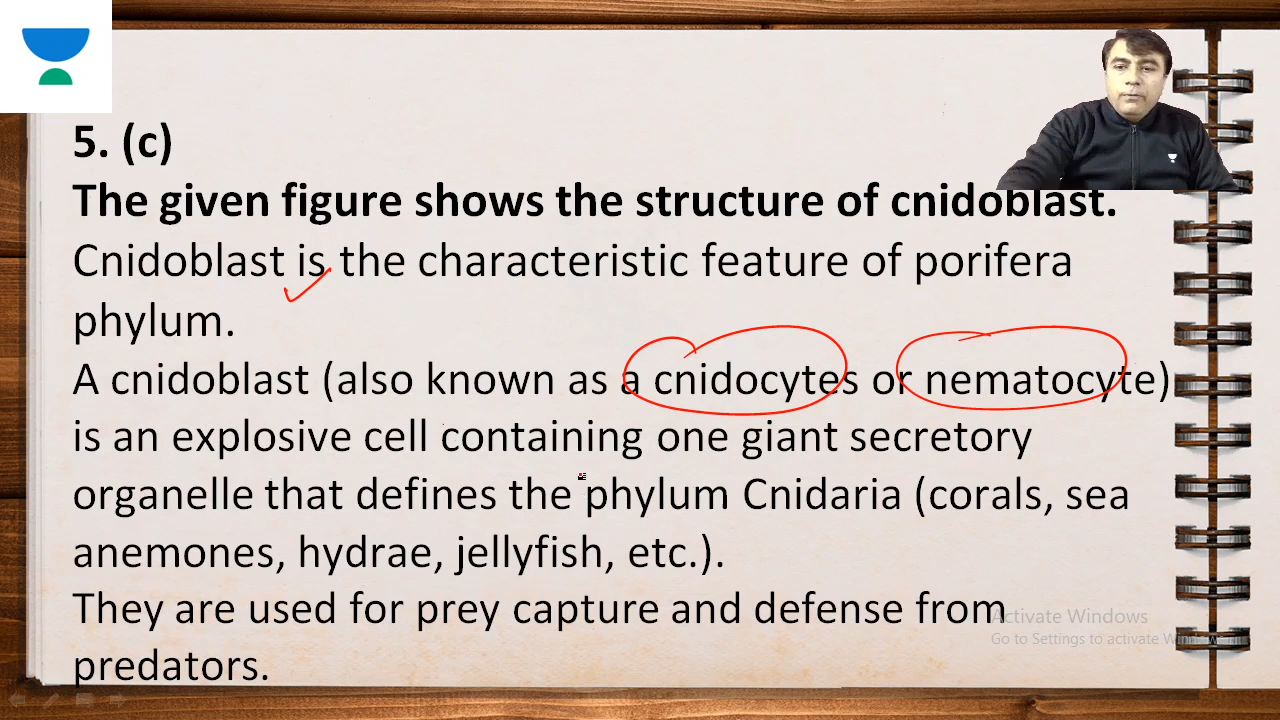 5. (c)
The given figure shows the structure of cnidoblast.
Cnidoblast is the characteristic feature of porifera
phylum.
A cnidoblast (also known as a cnidocytes or nematocyte)
is an explosive cell containing one giant secretory
organelle that defines the phylum Cnidaria (corals, sea
anemones, hydrae, jellyfish, etc.).
They are used for prey capture and defense from
predators.
Activate Windows
Go to Settings to activate Windows.